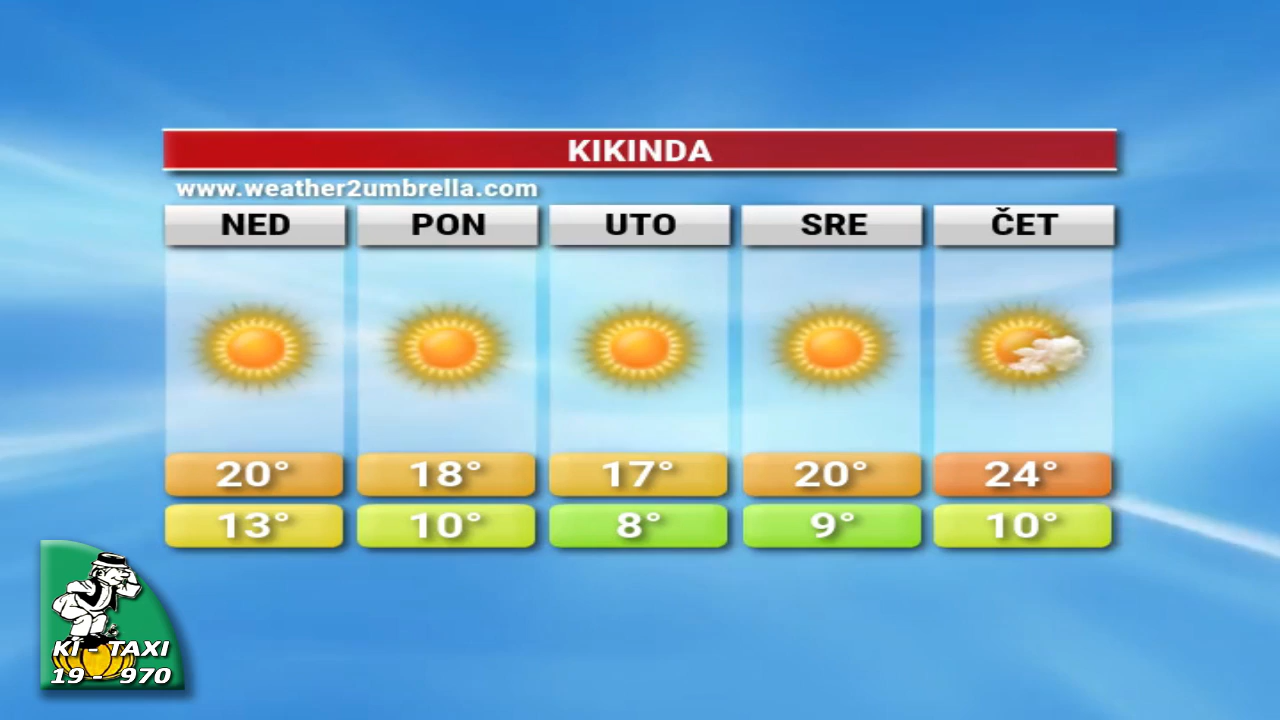 KIKINDA
www.weather2umbrella.com
NED PON UTO SRE ČET
20° 18° 17° 20° 24°
13° 10° 8° 9° 10°
KI - TAXI
19 - 970